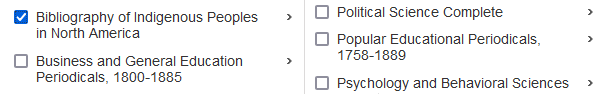 Bibliography of Indigenous Peoples
in North America
Business and General Education
Periodicals, 1800-1885
Political Science Complete
Popular Educational Periodicals,
1758-1889
Psychology and Behavioral Sciences